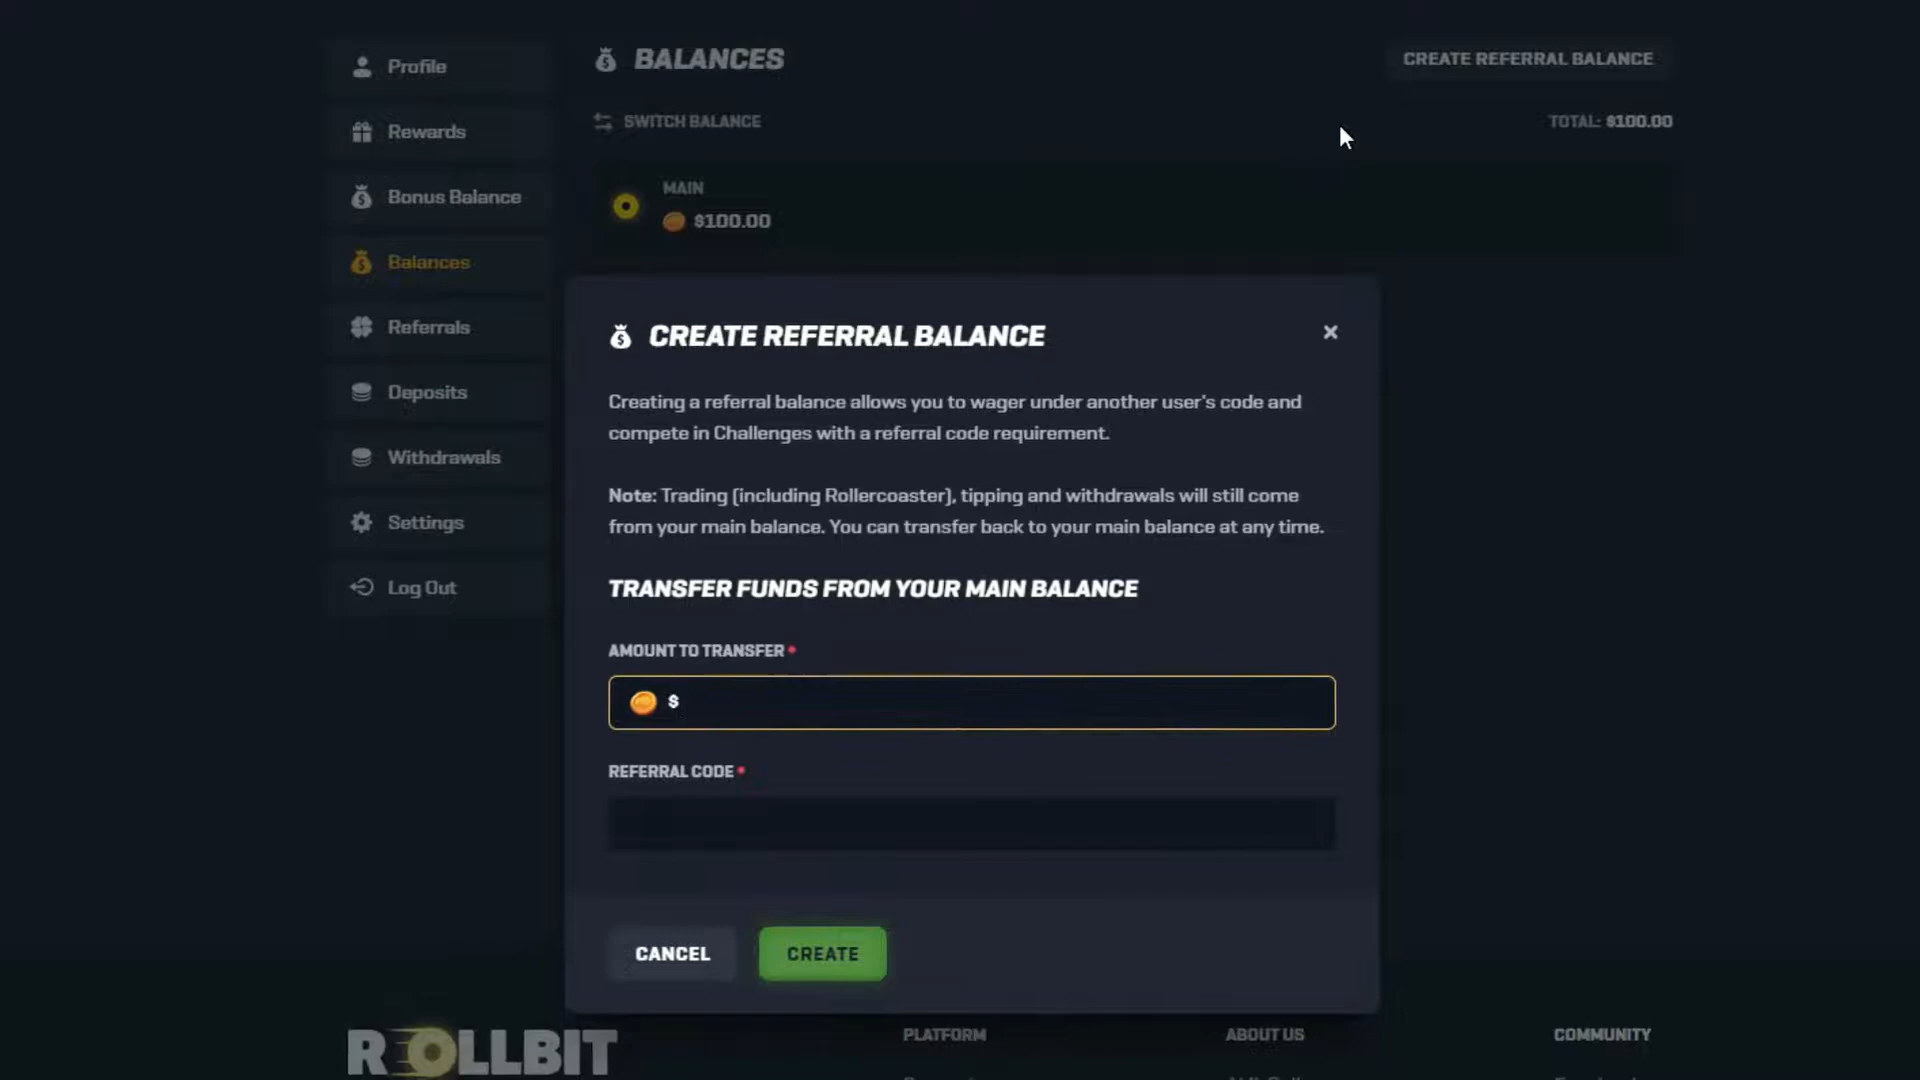 Profile
Rewards
Bonus Balance
Balances
Referrals
Deposits
Withdrawals
Settings
Log Out
BALANCES
CREATE REFERRAL BALANCE
SWITCH BALANCE
TOTAL: $100.00
MAIN
$100.00
CREATE REFERRAL BALANCE
Creating a referral balance allows you to wager under another user's code and
compete in Challenges with a referral code requirement.
Note: Trading (including Rollercoaster), tipping and withdrawals will still come
from your main balance. You can transfer back to your main balance at any time.
TRANSFER FUNDS FROM YOUR MAIN BALANCE
AMOUNT TO TRANSFER *
$
REFERRAL CODE *
CANCEL
CREATE
ROLLBIT
PLATFORM
ABOUT US
COMMUNITY